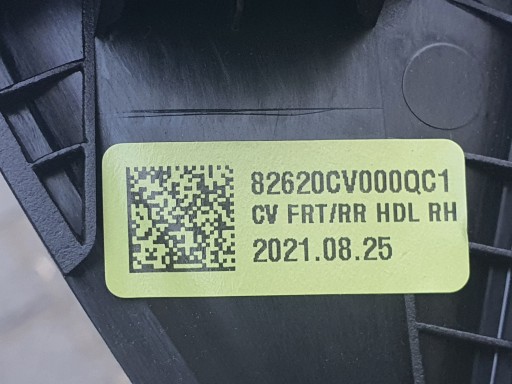 82620CV000QC1
CV FRT/RR HDL RH
2021.08.25